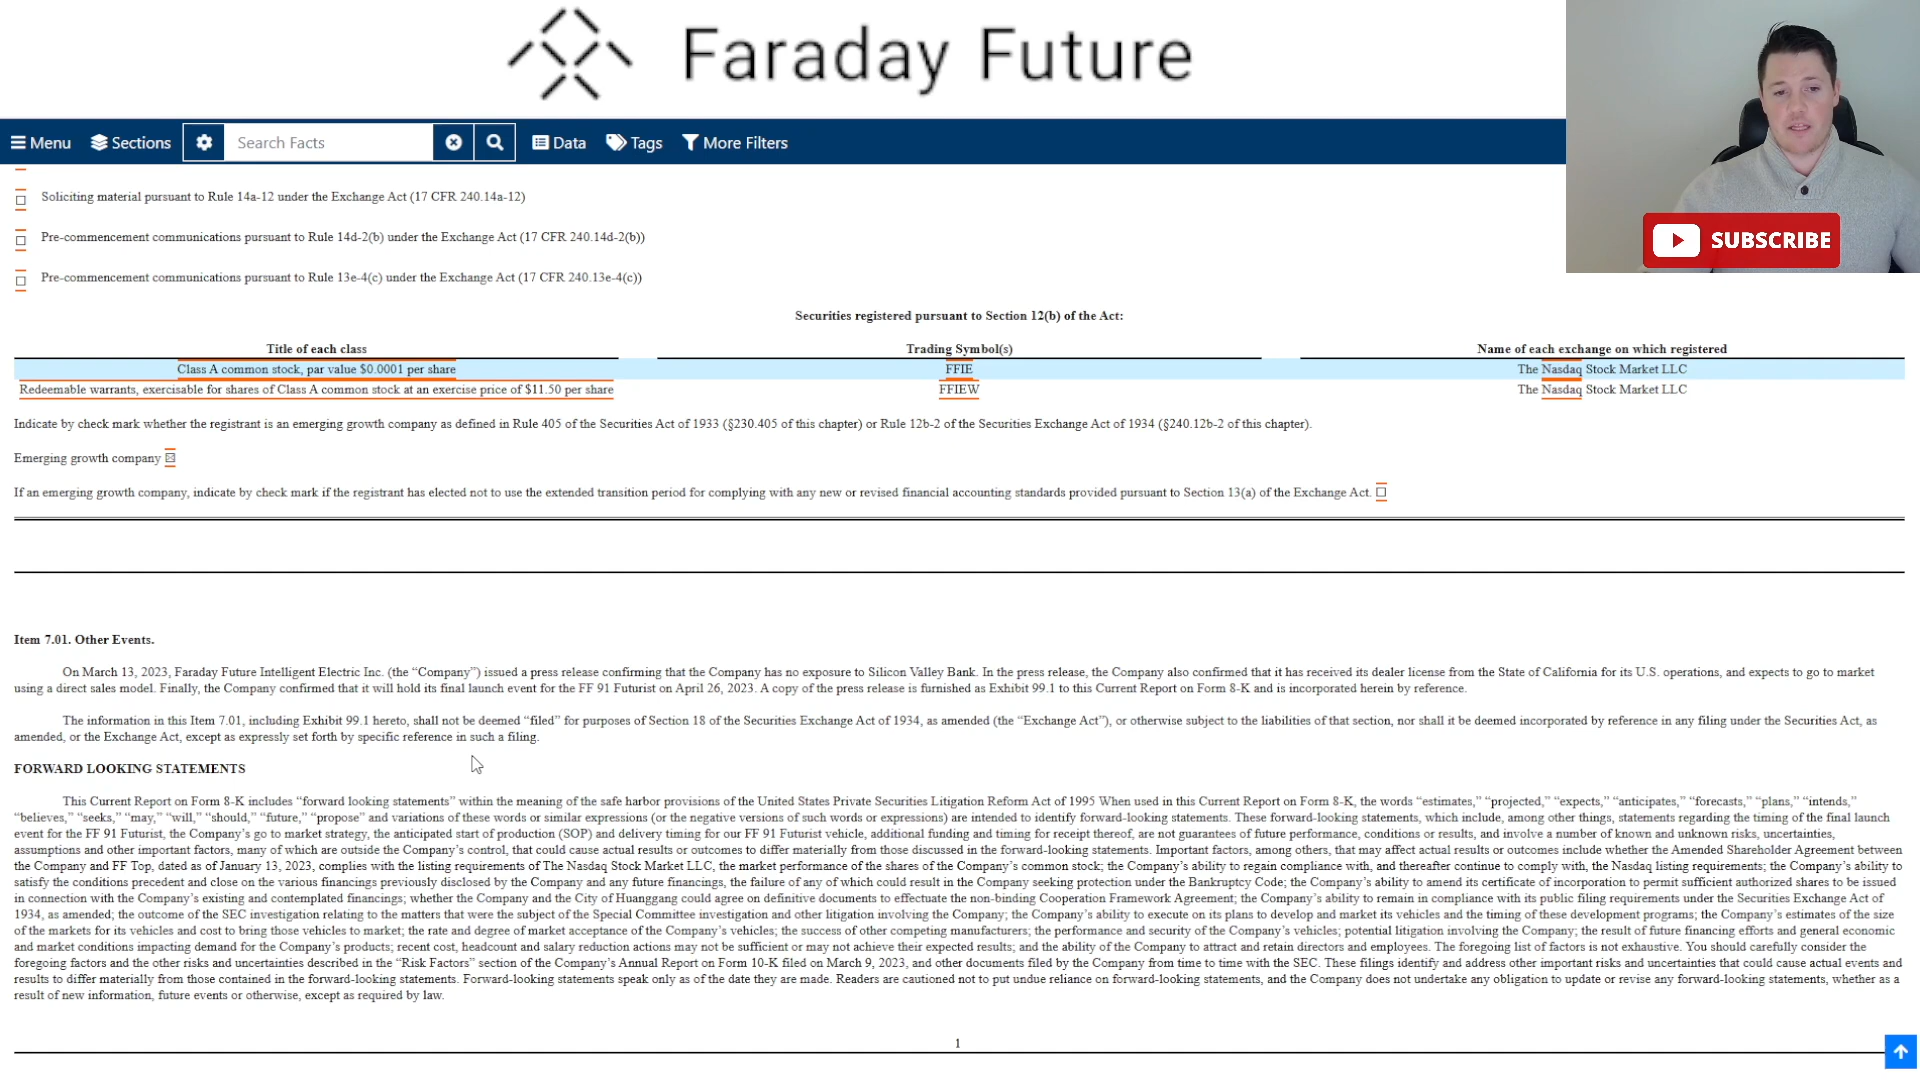 Faraday Future
Menu Sections Search Facts Data Tags More Filters
SUBSCRIBE
Soliciting material pursuant to Rule 14a-12 under the Exchange Act (17 CFR 240.14a-12)
Pre-commencement communications pursuant to Rule 14d-2(b) under the Exchange Act (17 CFR 240.14d-2(b))
Pre-commencement communications pursuant to Rule 13e-4(c) under the Exchange Act (17 CFR 240.13e-4(c))
Securities registered pursuant to Section 12(b) of the Act:
Title of each class Trading Symbol(s) Name of each exchange on which registered
Class A common stock, par value $0.0001 per share FFIE The Nasdaq Stock Market LLC
Redeemable warrants, exercisable for shares of Class A common stock at an exercise price of $11.50 per share FFIEW The Nasdaq Stock Market LLC
Indicate by check mark whether the registrant is an emerging growth company as defined in Rule 405 of the Securities Act of 1933 (§230.405 of this chapter) or Rule 12b-2 of the Securities Exchange Act of 1934 (§240.12b-2 of this chapter).
Emerging growth company ☒
If an emerging growth company, indicate by check mark if the registrant has elected not to use the extended transition period for complying with any new or revised financial accounting standards provided pursuant to Section 13(a) of the Exchange Act. ☐
Item 7.01. Other Events.
On March 13, 2023, Faraday Future Intelligent Electric Inc. (the “Company”) issued a press release confirming that the Company has no exposure to Silicon Valley Bank. In the press release, the Company also confirmed that it has received its dealer license from the State of California for its U.S. operations, and expects to go to market
using a direct sales model. Finally, the Company confirmed that it will hold its final launch event for the FF 91 Futurist on April 26, 2023. A copy of the press release is furnished as Exhibit 99.1 to this Current Report on Form 8-K and is incorporated herein by reference.
The information in this Item 7.01, including Exhibit 99.1 hereto, shall not be deemed “filed” for purposes of Section 18 of the Securities Exchange Act of 1934, as amended (the “Exchange Act”), or otherwise subject to the liabilities of that section, nor shall it be deemed incorporated by reference in any filing under the Securities Act, as
amended, or the Exchange Act, except as expressly set forth by specific reference in such a filing.
FORWARD LOOKING STATEMENTS
This Current Report on Form 8-K includes “forward looking statements” within the meaning of the safe harbor provisions of the United States Private Securities Litigation Reform Act of 1995 When used in this Current Report on Form 8-K, the words “estimates,” “projected,” “expects,” “anticipates,” “forecasts,” “plans,” “intends,”
“believes,” “seeks,” “may,” “will,” “should,” “future,” “propose” and variations of these words or similar expressions (or the negative versions of such words or expressions) are intended to identify forward-looking statements. These forward-looking statements, which include, among other things, statements regarding the timing of the final launch
event for the FF 91 Futurist, the Company’s go to market strategy, the anticipated start of production (SOP) and delivery timing for our FF 91 Futurist vehicle, additional funding and timing for receipt thereof, are not guarantees of future performance, conditions or results, and involve a number of known and unknown risks, uncertainties,
assumptions and other important factors, many of which are outside the Company’s control, that could cause actual results or outcomes to differ materially from those discussed in the forward-looking statements. Important factors, among others, that may affect actual results or outcomes include whether the Amended Shareholder Agreement between
the Company and FF Top, dated as of January 13, 2023, complies with the listing requirements of The Nasdaq Stock Market LLC, the market performance of the shares of the Company’s common stock; the Company’s ability to regain compliance with, and thereafter continue to comply with, the Nasdaq listing requirements; the Company’s ability to
satisfy the conditions precedent and close on the various financings previously disclosed by the Company and any future financings, the failure of any of which could result in the Company seeking protection under the Bankruptcy Code; the Company’s ability to amend its certificate of incorporation to permit sufficient authorized shares to be issued
in connection with the Company’s existing and contemplated financings; whether the Company and the City of Huanggang could agree on definitive documents to effectuate the non-binding Cooperation Framework Agreement; the Company’s ability to remain in compliance with its public filing requirements under the Securities Exchange Act of
1934, as amended; the outcome of the SEC investigation relating to the matters that were the subject of the Special Committee investigation and other litigation involving the Company; the Company’s ability to execute on its plans to develop and market its vehicles and the timing of these development programs; the Company’s estimates of the size
of the markets for its vehicles and cost to bring those vehicles to market; the rate and degree of market acceptance of the Company’s vehicles; the success of other competing manufacturers; the performance and security of the Company’s vehicles; potential litigation involving the Company; the result of future financing efforts and general economic
and market conditions impacting demand for the Company’s products; recent cost, headcount and salary reduction actions may not be sufficient or may not achieve their expected results; and the ability of the Company to attract and retain directors and employees. The foregoing list of factors is not exhaustive. You should carefully consider the
foregoing factors and the other risks and uncertainties described in the “Risk Factors” section of the Company’s Annual Report on Form 10-K filed on March 9, 2023, and other documents filed by the Company from time to time with the SEC. These filings identify and address other important risks and uncertainties that could cause actual events and
results to differ materially from those contained in the forward-looking statements. Forward-looking statements speak only as of the date they are made. Readers are cautioned not to put undue reliance on forward-looking statements, and the Company does not undertake any obligation to update or revise any forward-looking statements, whether as a
result of new information, future events or otherwise, except as required by law.
1